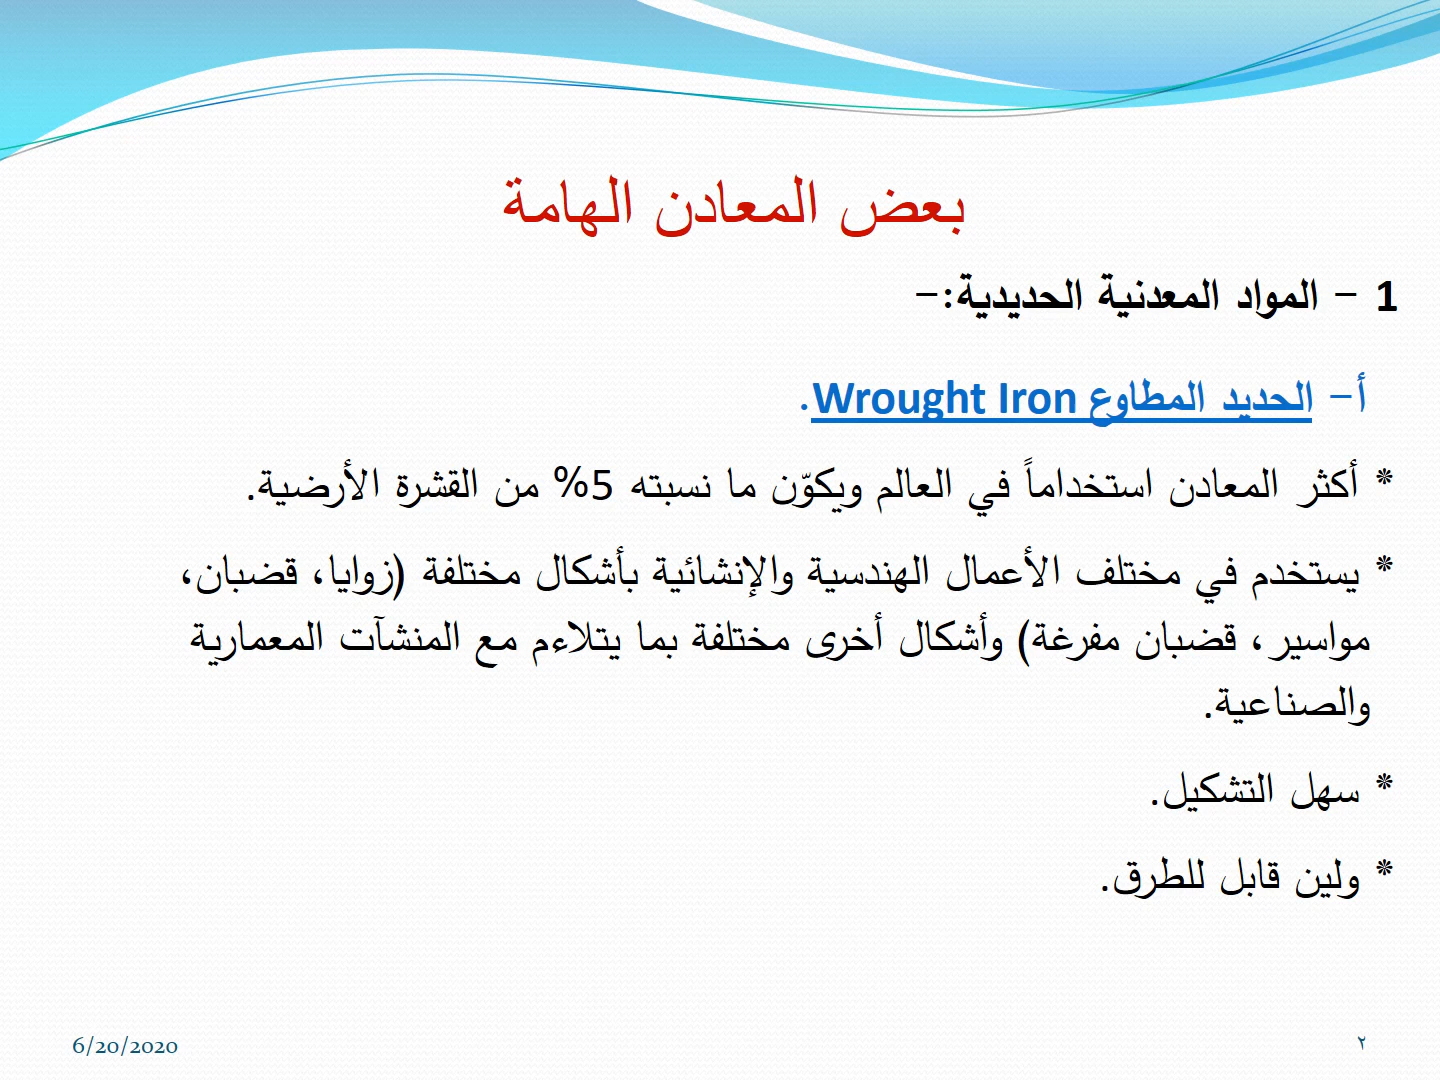 بعض المعادن الهامة
1 – المواد المعدنية الحديدية:-
أ- الحديد المطاوع Wrought Iron.
* أكثر المعادن استخداماً في العالم ويكوّن ما نسبته 5% من القشرة الأرضية.
* يستخدم في مختلف الأعمال الهندسية والإنشائية بأشكال مختلفة (زوايا، قضبان،
مواسير، قضبان مفرغة) وأشكال أخرى مختلفة بما يتلاءم مع المنشآت المعمارية
والصناعية.
* سهل التشكيل.
* ولين قابل للطرق.
6/20/2020
٢